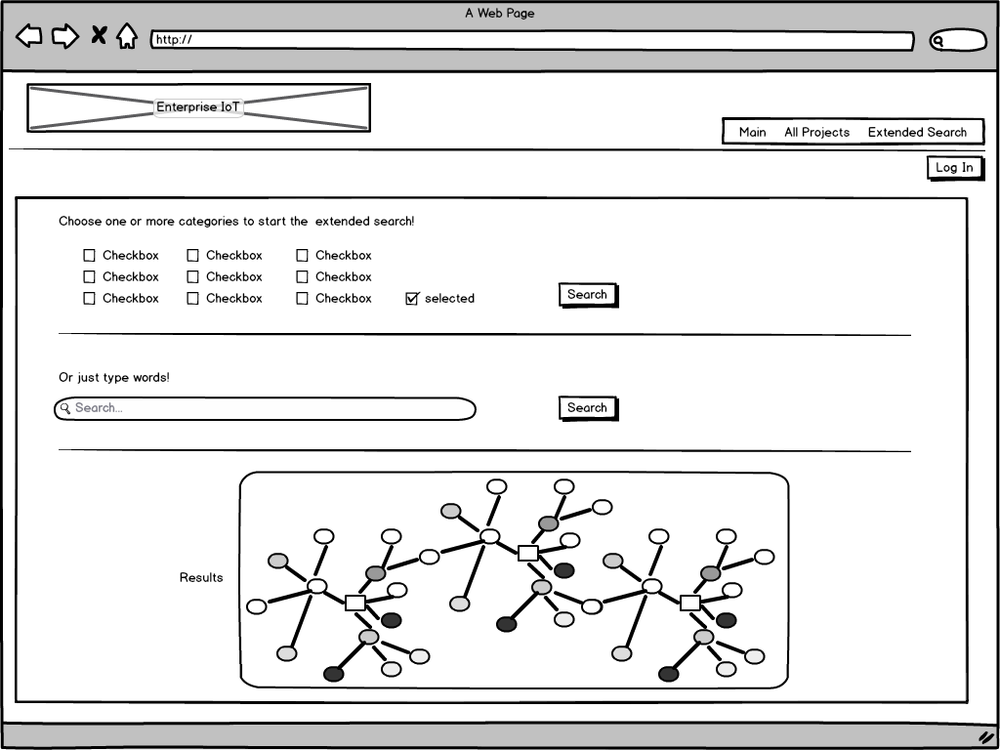 A Web Page
http://
Enterprise IoT
Main All Projects Extended Search
Log In
Choose one or more categories to start the extended search!
Checkbox Checkbox Checkbox
Checkbox Checkbox Checkbox
Checkbox Checkbox Checkbox selected
Search
Or just type words!
Search... Search
Results